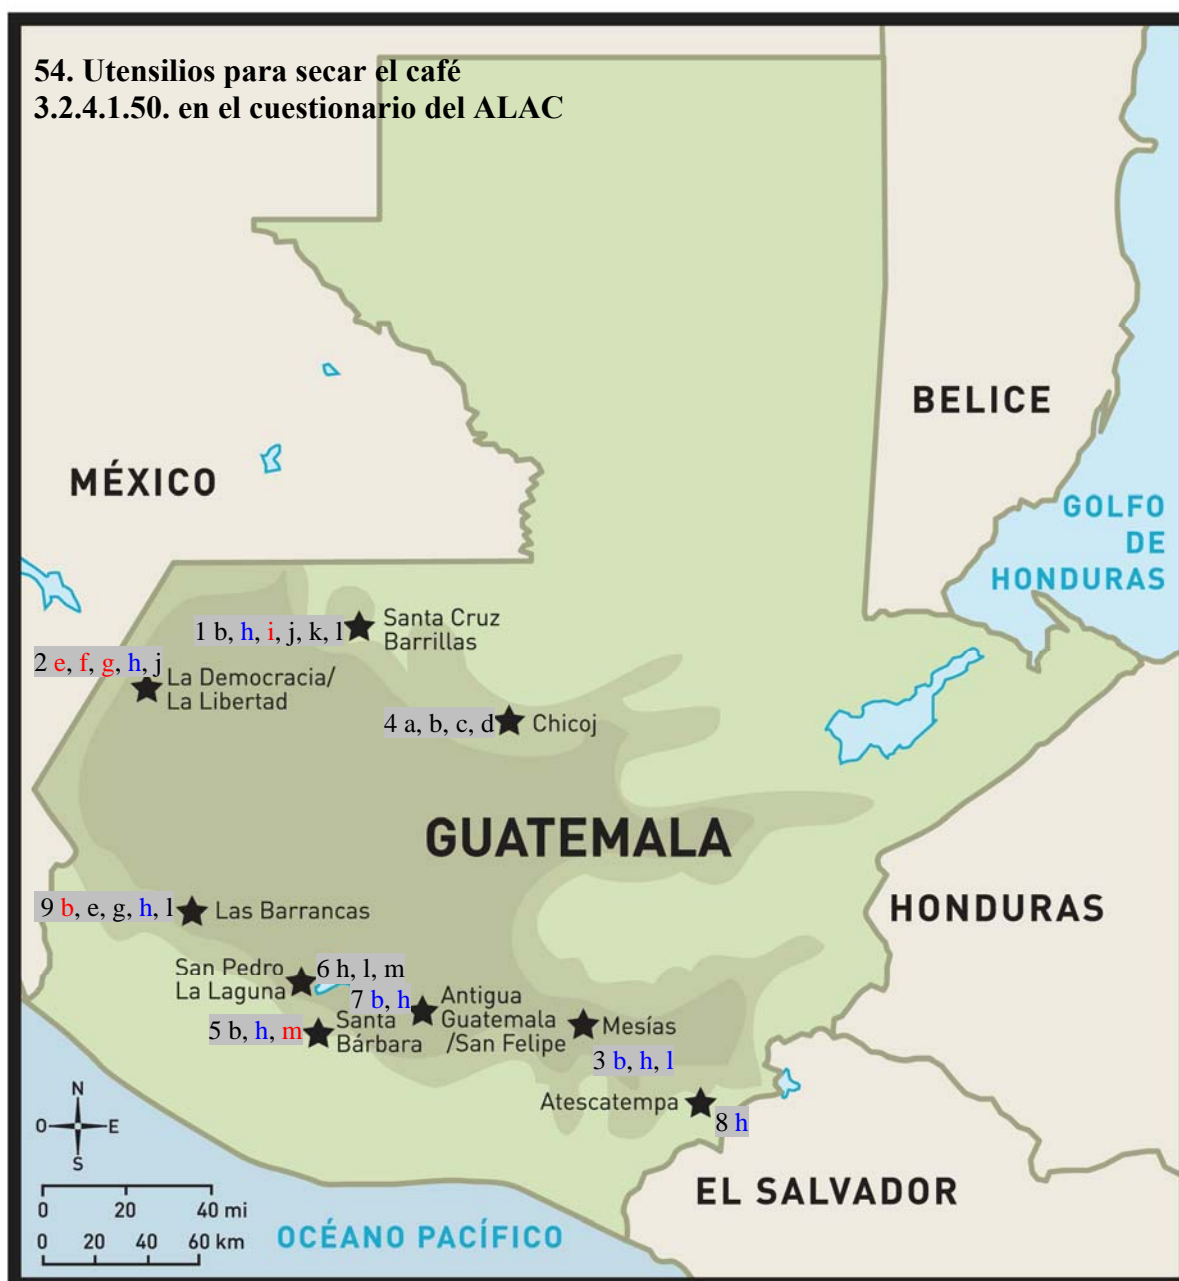 54. Utensilios para secar el café
3.2.4.1.50. en el cuestionario del ALAC
BELICE
MÉXICO
GOLFO
DE
HONDURAS
1 b, h, i, j, k, l
Santa Cruz
Barrillas
2 e, f, g, h, j
La Democracia/
La Libertad
4 a, b, c, d
Chicoj
GUATEMALA
HONDURAS
9 b, e, g, h, l
Las Barrancas
San Pedro
La Laguna
6 h, l, m
7 b, h
Antigua
Guatemala
/San Felipe
5 b, h, m
Santa
Bárbara
Mesías
3 b, h, l
Atescatempa
8 h
N
O
E
S
0 20 40 mi
0 20 40 60 km
OCÉANO PACÍFICO
EL SALVADOR